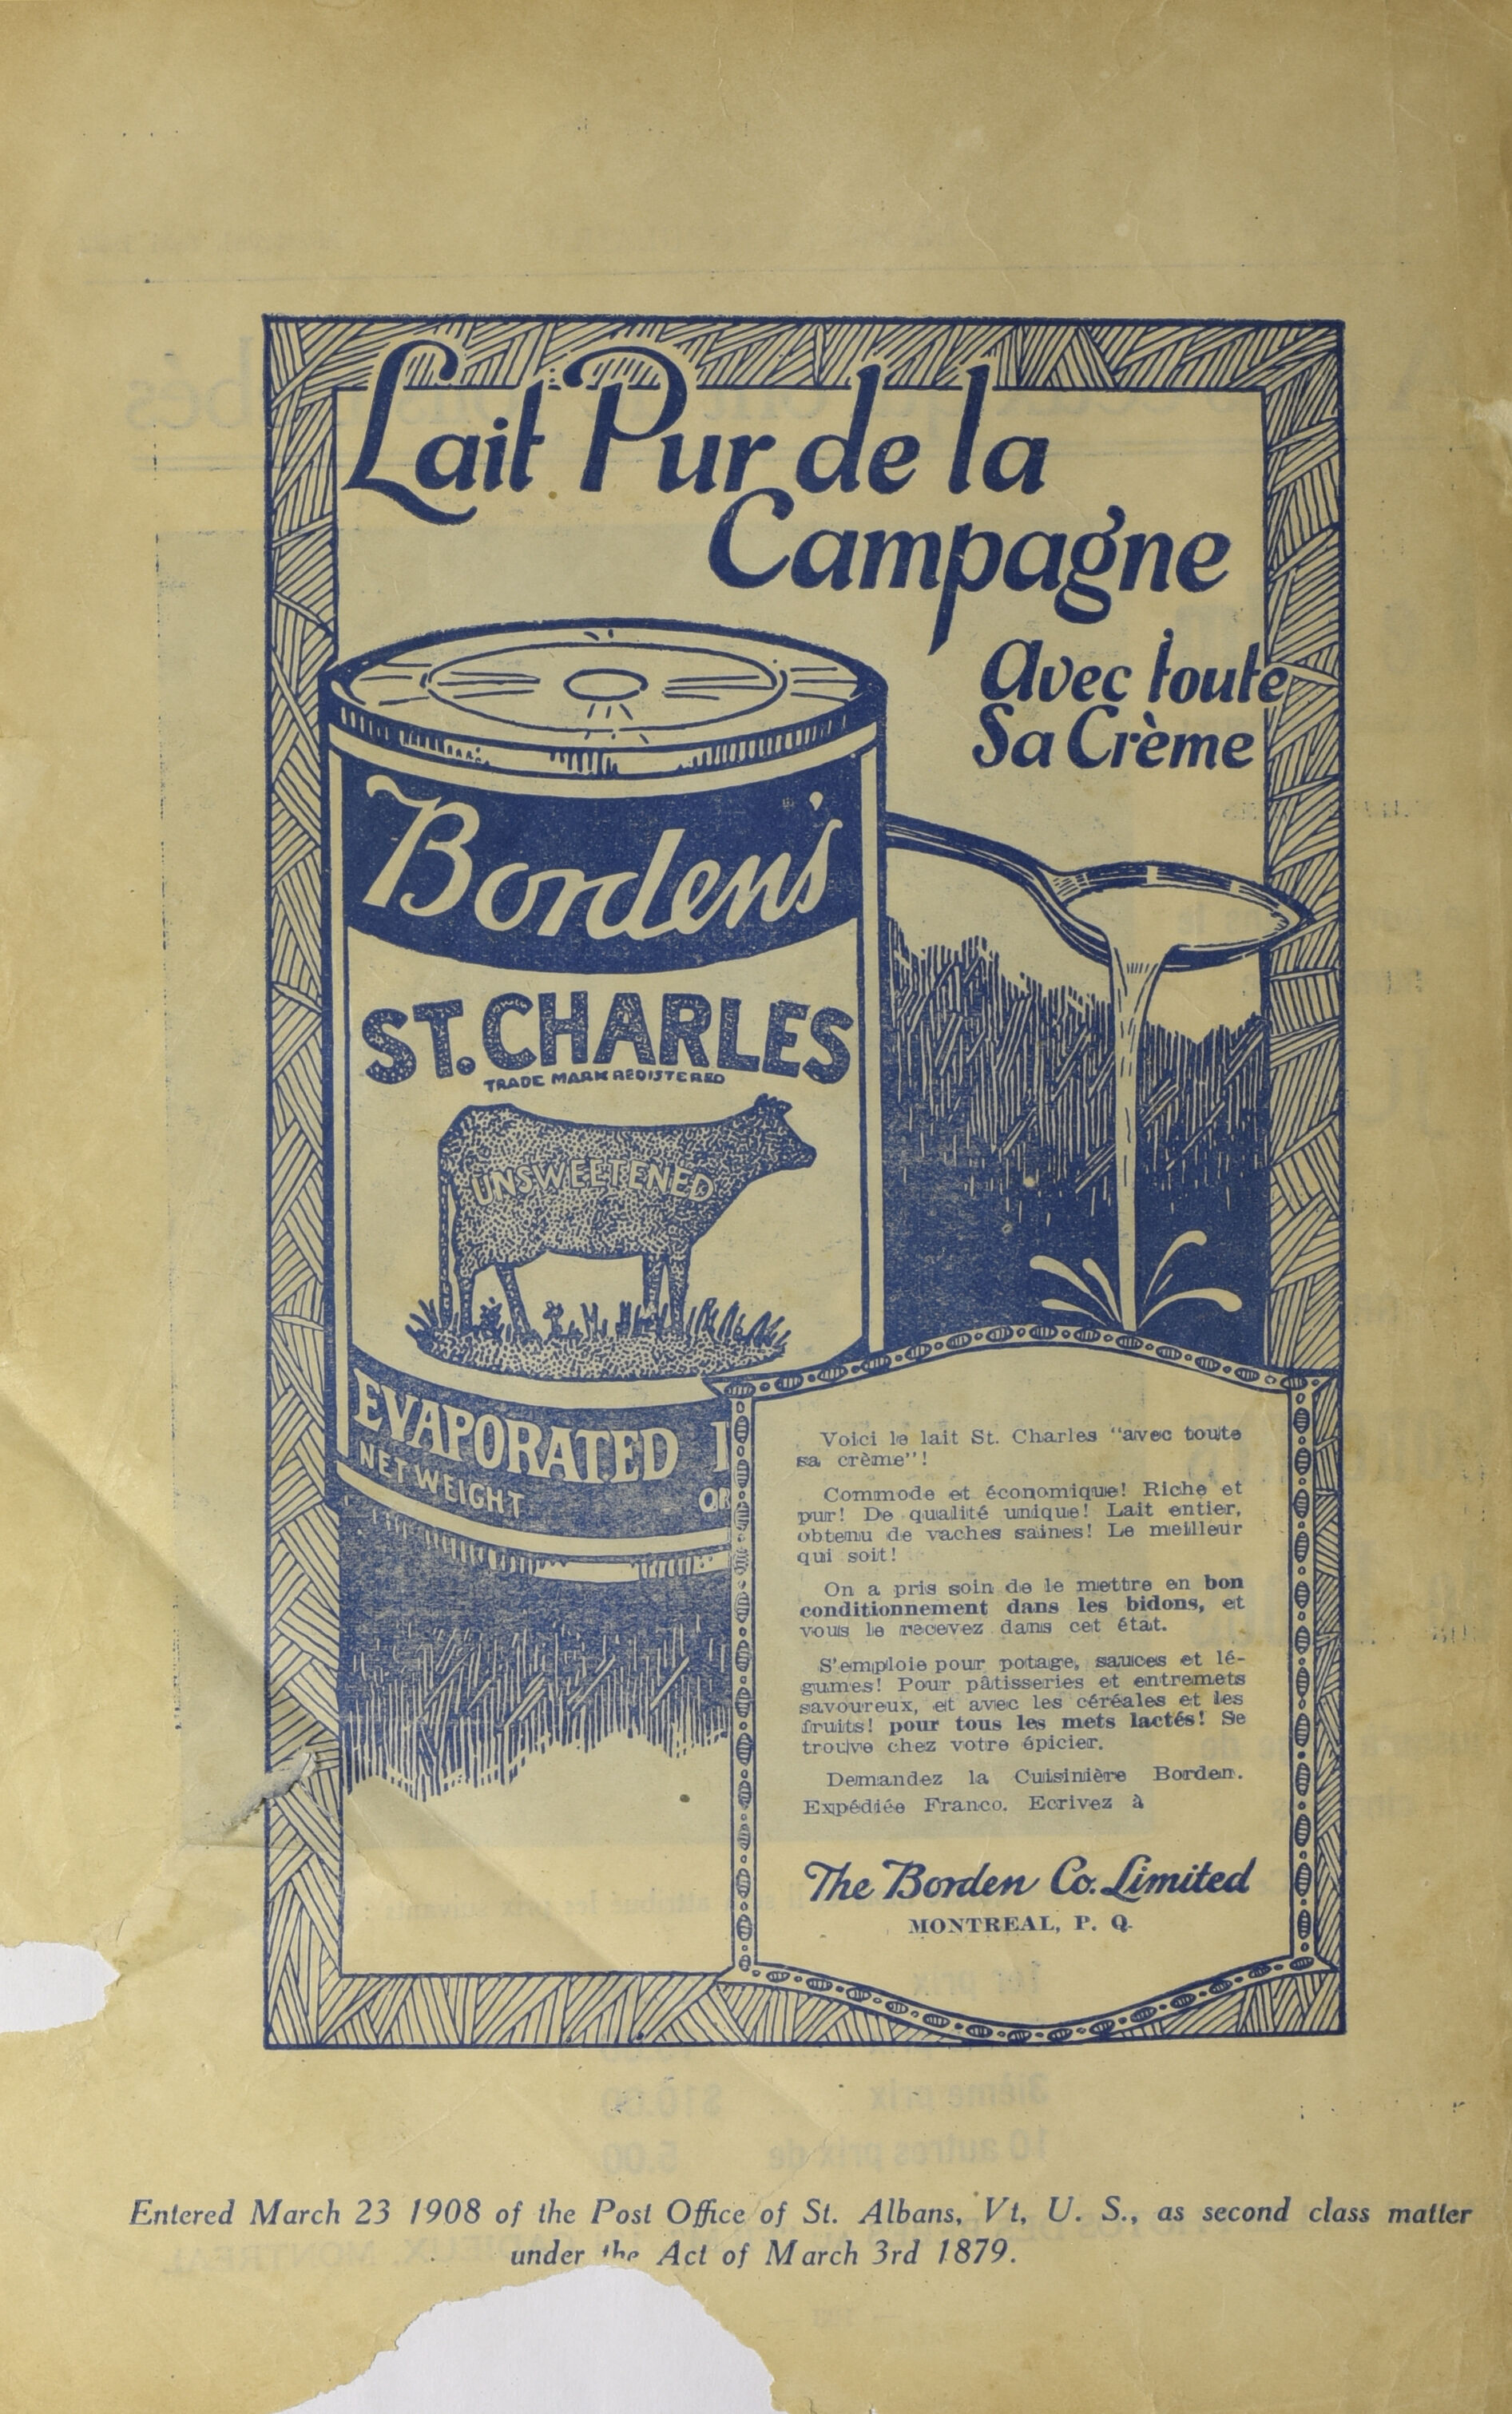 Lait Pur de la
Campagne
Avec toute
Sa Crème
Borden's
ST. CHARLES
TRADE MARK REGISTERED
UNSWEETENED
EVAPORATED
NET WEIGHT
Voici le lait St. Charles "avec toute
sa crème"!
Commode et économique! Riche et
pur! De qualité unique! Lait entier,
obtenu de vaches saines! Le meilleur
qui soit!
On a pris soin de le mettre en bon
conditionnement dans les bidons, et
vous le recevez dans cet état.
S'emploie pour potage, sauces et lé-
gumes! Pour pâtisseries et entremets
savoureux, et avec les céréales et les
fruits! pour tous les mets lactés! Se
trouve chez votre épicier.
Demandez la Cuisinière Borden.
Expédiée Franco. Ecrivez à
The Borden Co. Limited
MONTREAL, P. Q.
Entered March 23 1908 of the Post Office of St. Albans, Vt, U. S., as second class matter
under the Act of March 3rd 1879.